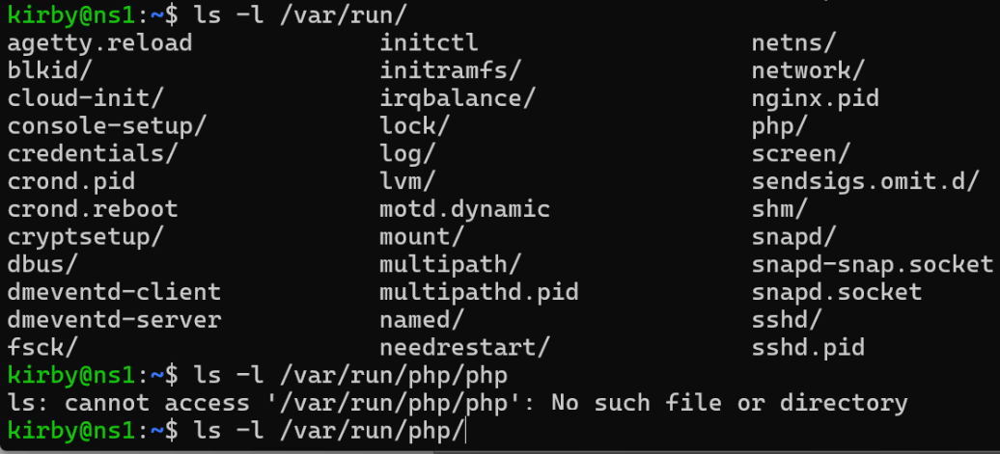 kirby@ns1:~$ ls -l /var/run/
agetty.reload initctl netns/
blkid/ initramfs/ network/
cloud-init/ irqbalance/ nginx.pid
console-setup/ lock/ php/
credentials/ log/ screen/
crond.pid lvm/ sendsigs.omit.d/
crond.reboot motd.dynamic shm/
cryptsetup/ mount/ snapd/
dbus/ multipath/ snapd-snap.socket
dmeventd-client multipathd.pid snapd.socket
dmeventd-server named/ sshd/
fsck/ needrestart/ sshd.pid
kirby@ns1:~$ ls -l /var/run/php/php
ls: cannot access '/var/run/php/php': No such file or directory
kirby@ns1:~$ ls -l /var/run/php/